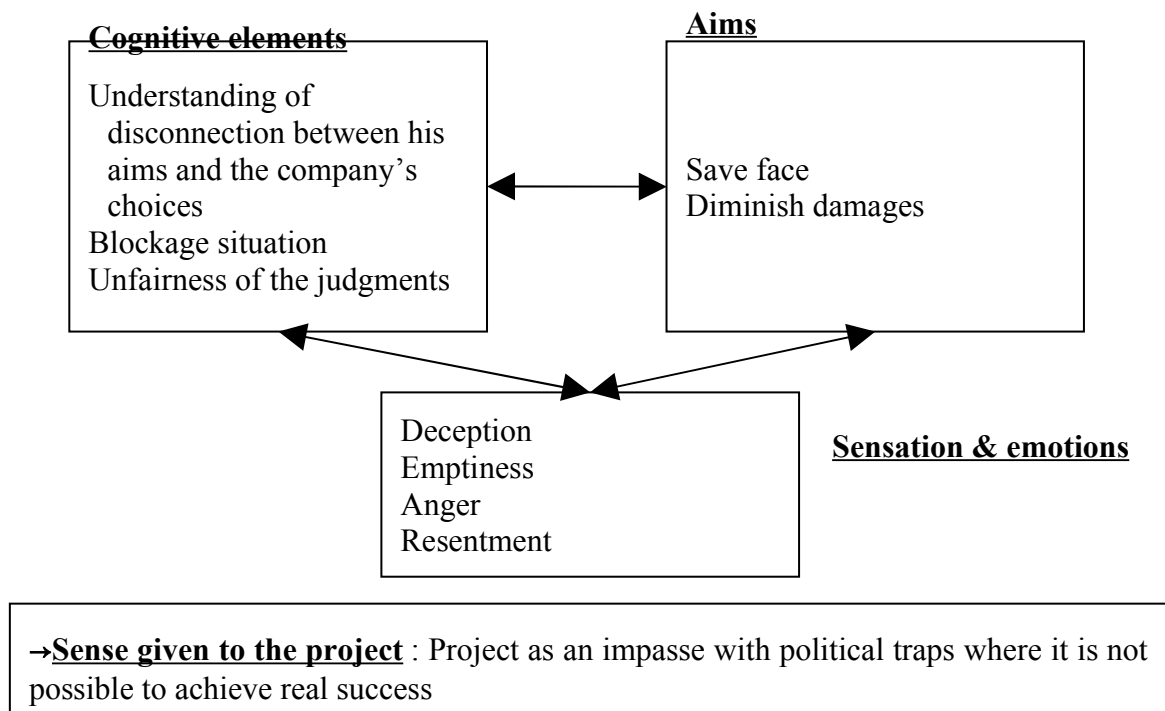 Cognitive elements
Understanding of
disconnection between his
aims and the company’s
choices
Blockage situation
Unfairness of the judgments
Aims
Save face
Diminish damages
Deception
Emptiness
Anger
Resentment
Sensation & emotions
→Sense given to the project : Project as an impasse with political traps where it is not
possible to achieve real success